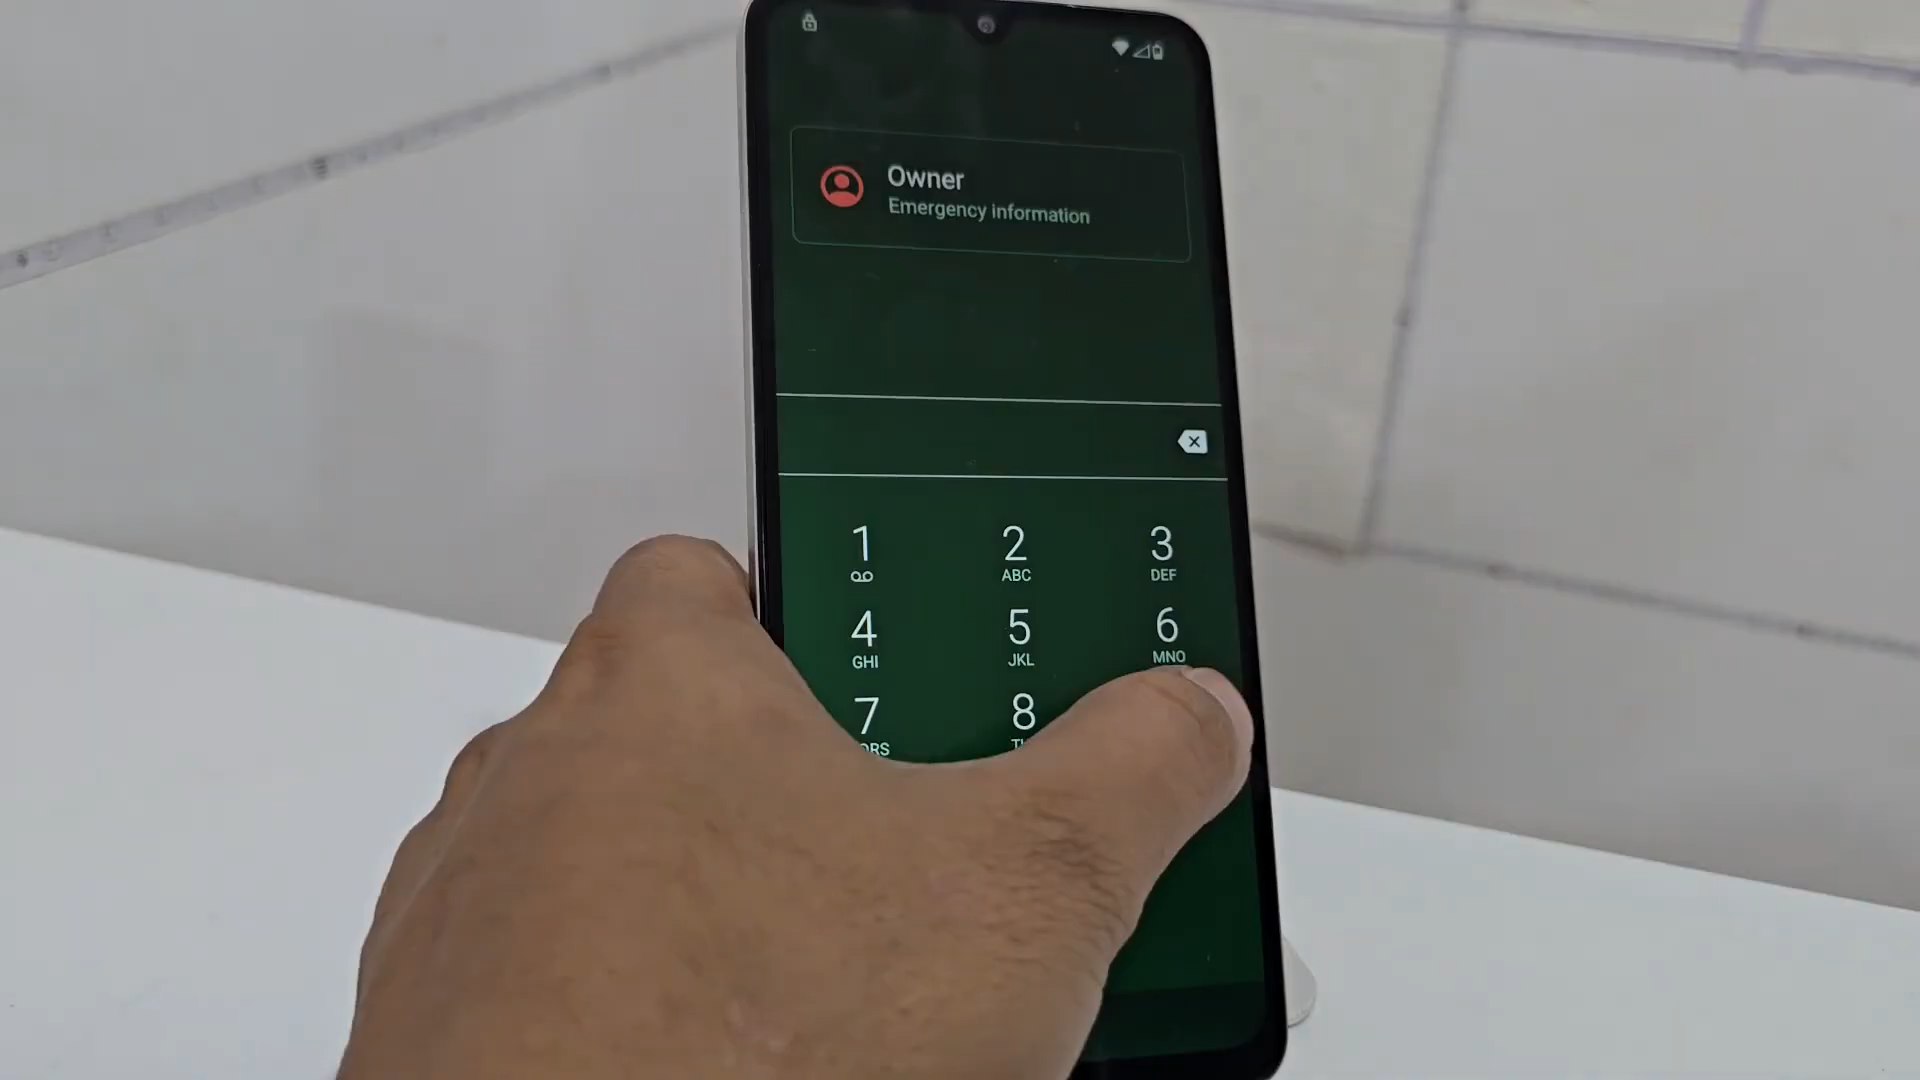 Owner
Emergency information
1 2 3
ABC DEF
4 5 6
GHI JKL MNO
7 8